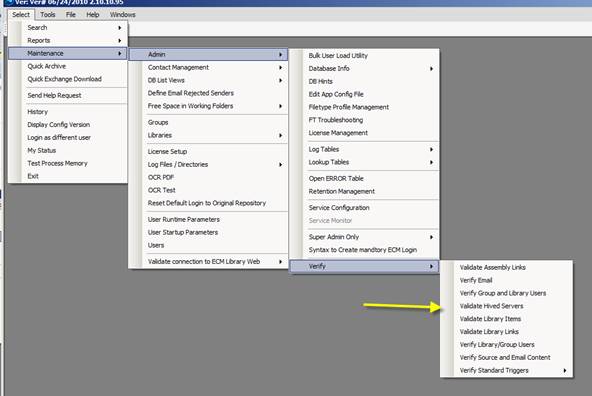 Ver: Ver# 06/24/2010 2.10.10.95
Select Tools File Help Windows
Search
Reports
Maintenance
Quick Archive
Quick Exchange Download
Send Help Request
History
Display Config Version
Login as different user
My Status
Test Process Memory
Exit
Admin
Contact Management
DB List Views
Define Email Rejected Senders
Free Space in Working Folders
Groups
Libraries
License Setup
Log Files / Directories
OCR PDF
OCR Test
Reset Default Login to Original Repository
User Runtime Parameters
User Startup Parameters
Users
Validate connection to ECM Library Web
Bulk User Load Utility
Database Info
DB Hints
Edit App Config File
Filetype Profile Management
FT Troubleshooting
License Management
Log Tables
Lookup Tables
Open ERROR Table
Retention Management
Service Configuration
Service Monitor
Super Admin Only
Syntax to Create mandtory ECM Login
Verify
Validate Assembly Links
Verify Email
Verify Group and Library Users
Validate Hived Servers
Validate Library Items
Validate Library Links
Verify Library/Group Users
Verify Source and Email Content
Verify Standard Triggers